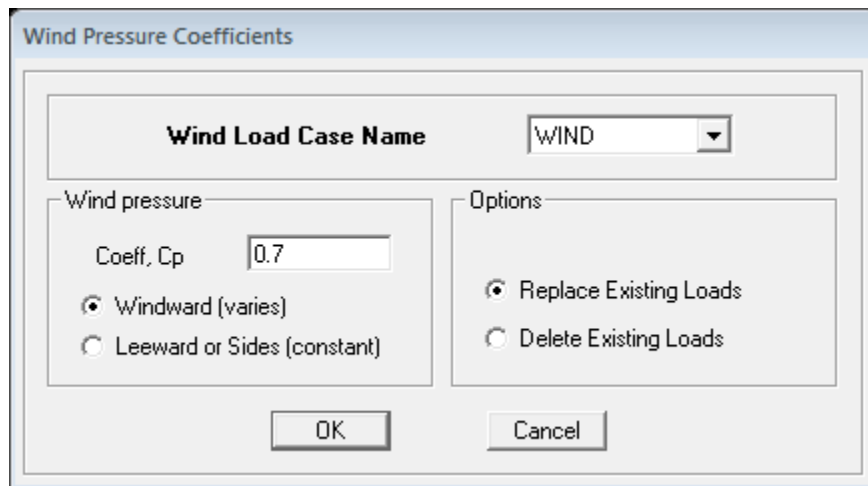 Wind Pressure Coefficients
Wind Load Case Name
WIND
Wind pressure
Coeff, Cp
0.7
Windward (varies)
Leeward or Sides (constant)
Options
Replace Existing Loads
Delete Existing Loads
OK
Cancel